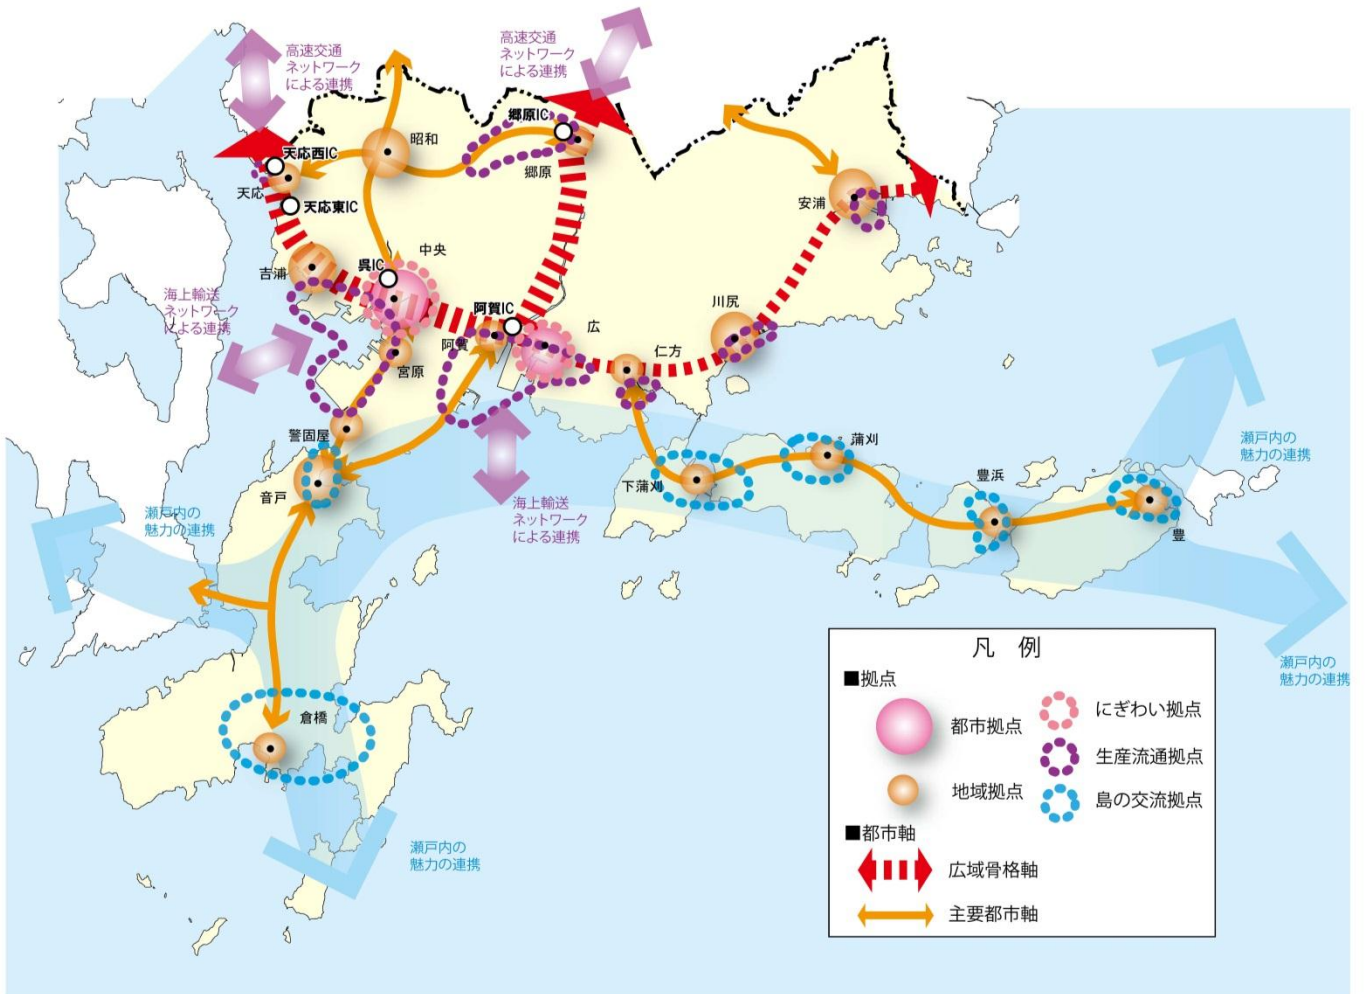 高速交通
ネットワーク
による連携
高速交通
ネットワーク
による連携
郷原IC
昭和
天応西IC
郷原
天応
天応東IC
安浦
中央
呉IC
吉浦
海上輸送
ネットワーク
による連携
阿賀IC
川尻
広
阿賀
仁方
宮原
警固屋
蒲刈
瀬戸内の
魅力の連携
豊浜
下蒲刈
音戸
海上輸送
ネットワーク
による連携
瀬戸内の
魅力の連携
豊
瀬戸内の
魅力の連携
倉橋
瀬戸内の
魅力の連携
凡 例
■拠点
都市拠点
にぎわい拠点
生産流通拠点
地域拠点
島の交流拠点
■都市軸
広域骨格軸
主要都市軸